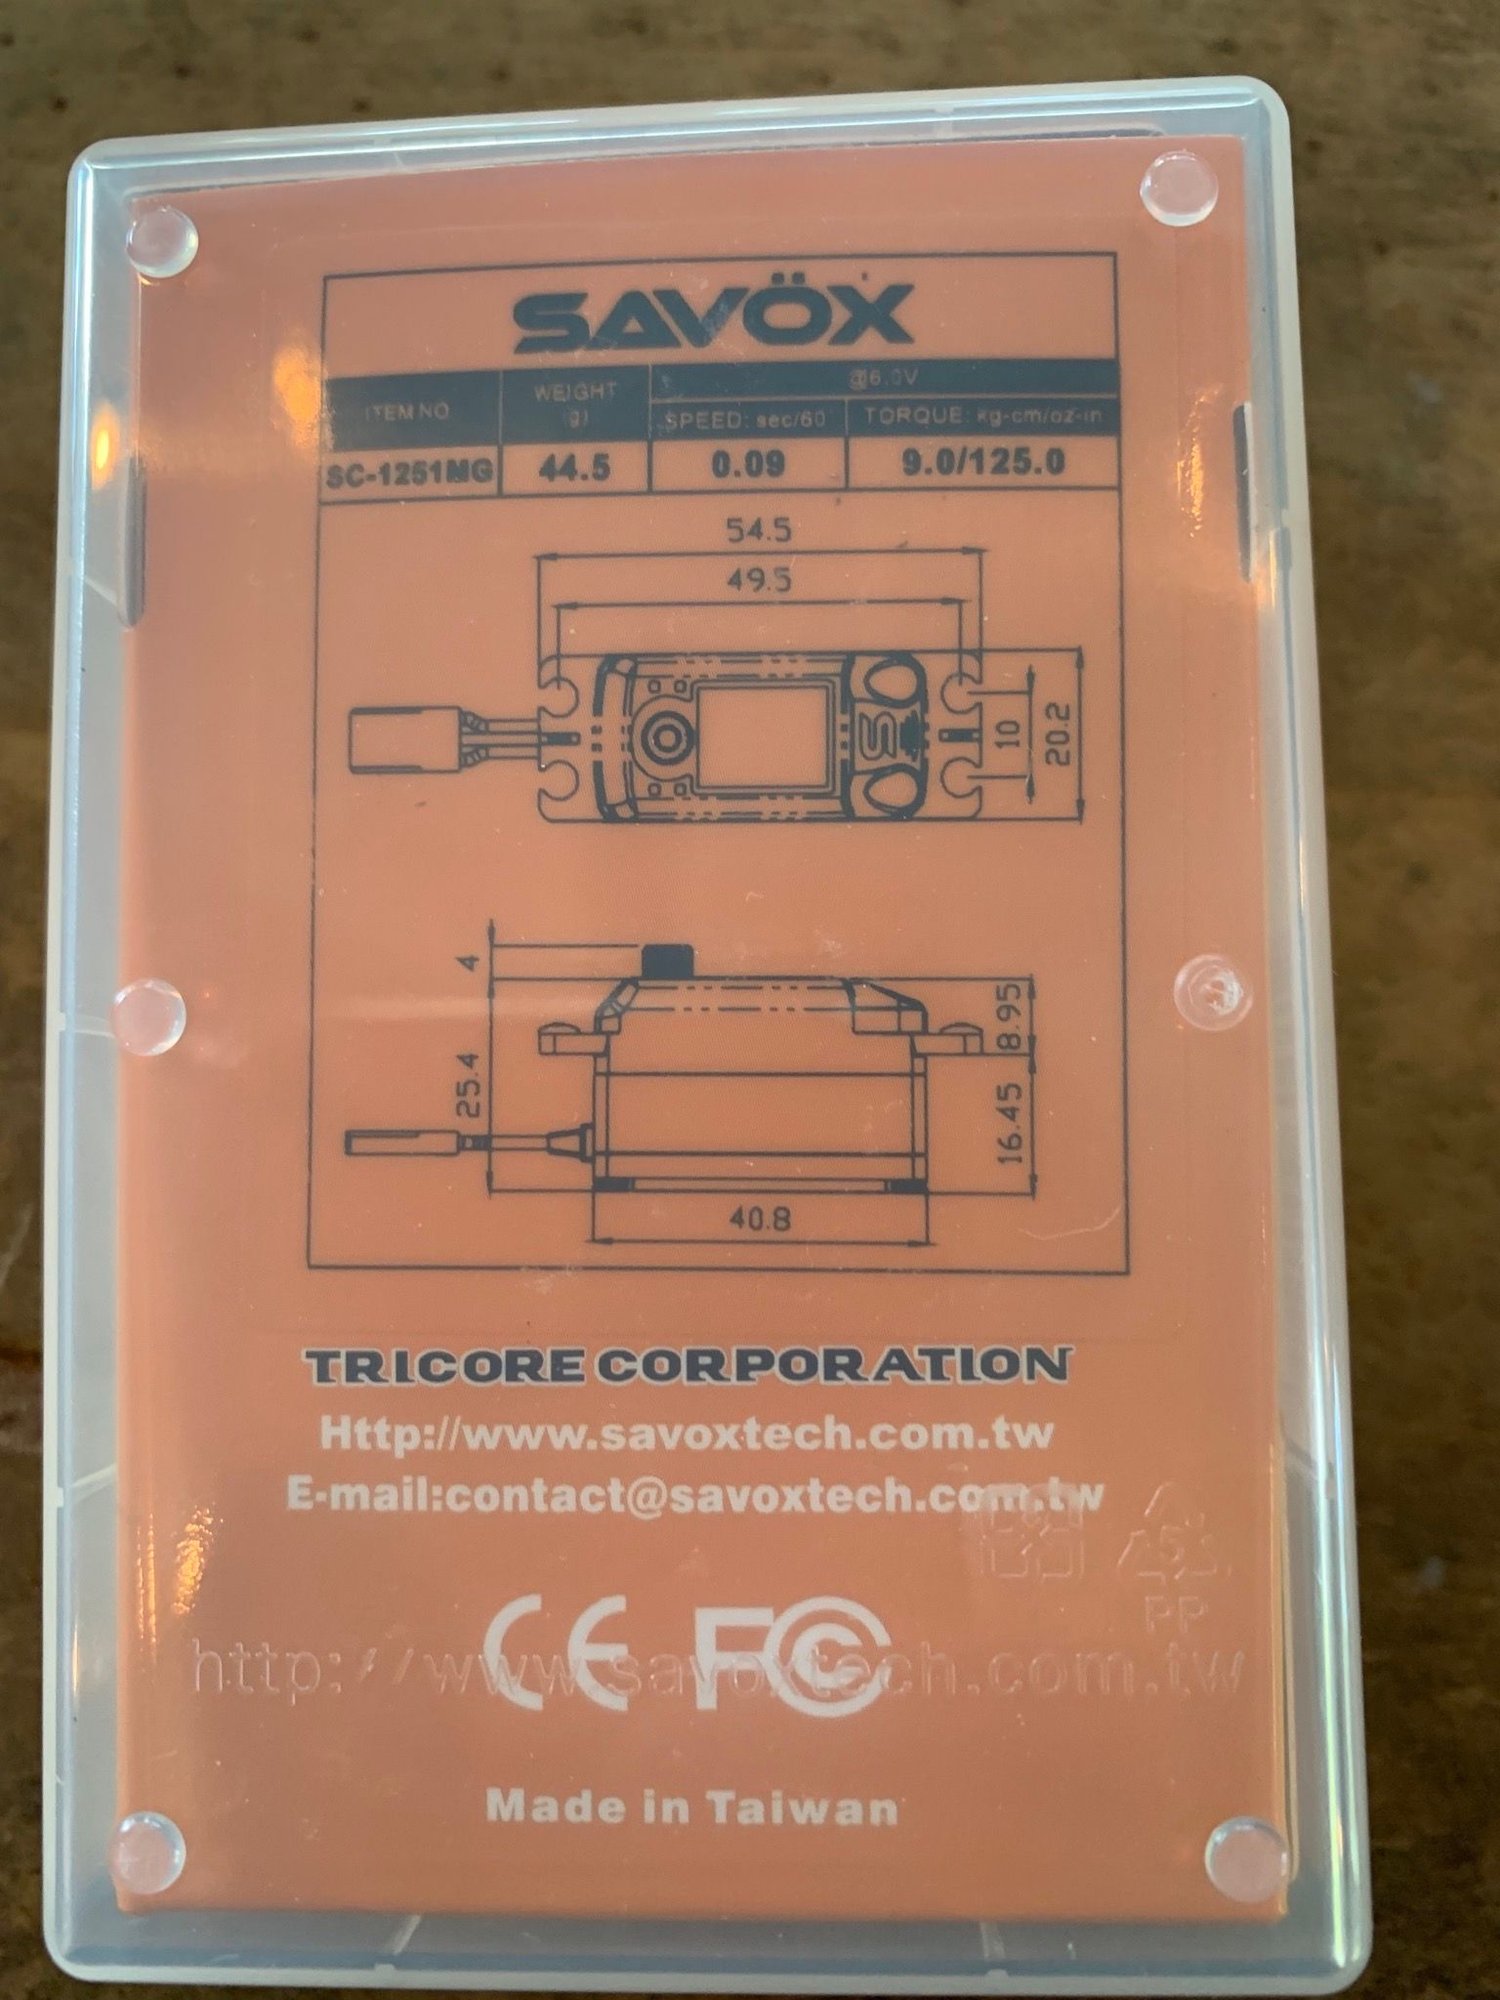 SAVÖX
ITEM NO
WEIGHT
(g)
@6.0V
SPEED: sec/60
TORQUE: kg-cm/oz-in
SC-1251MG
44.5
0.09
9.0/125.0
54.5
49.5
10
20.2
4
25.4
8.95
16.45
40.8
TRICORE CORPORATION
Http://www.savoxtech.com.tw
E-mail:contact@savoxtech.com.tw
5
PP
CE FC
http://www.savoxtech.com.tw
Made in Taiwan